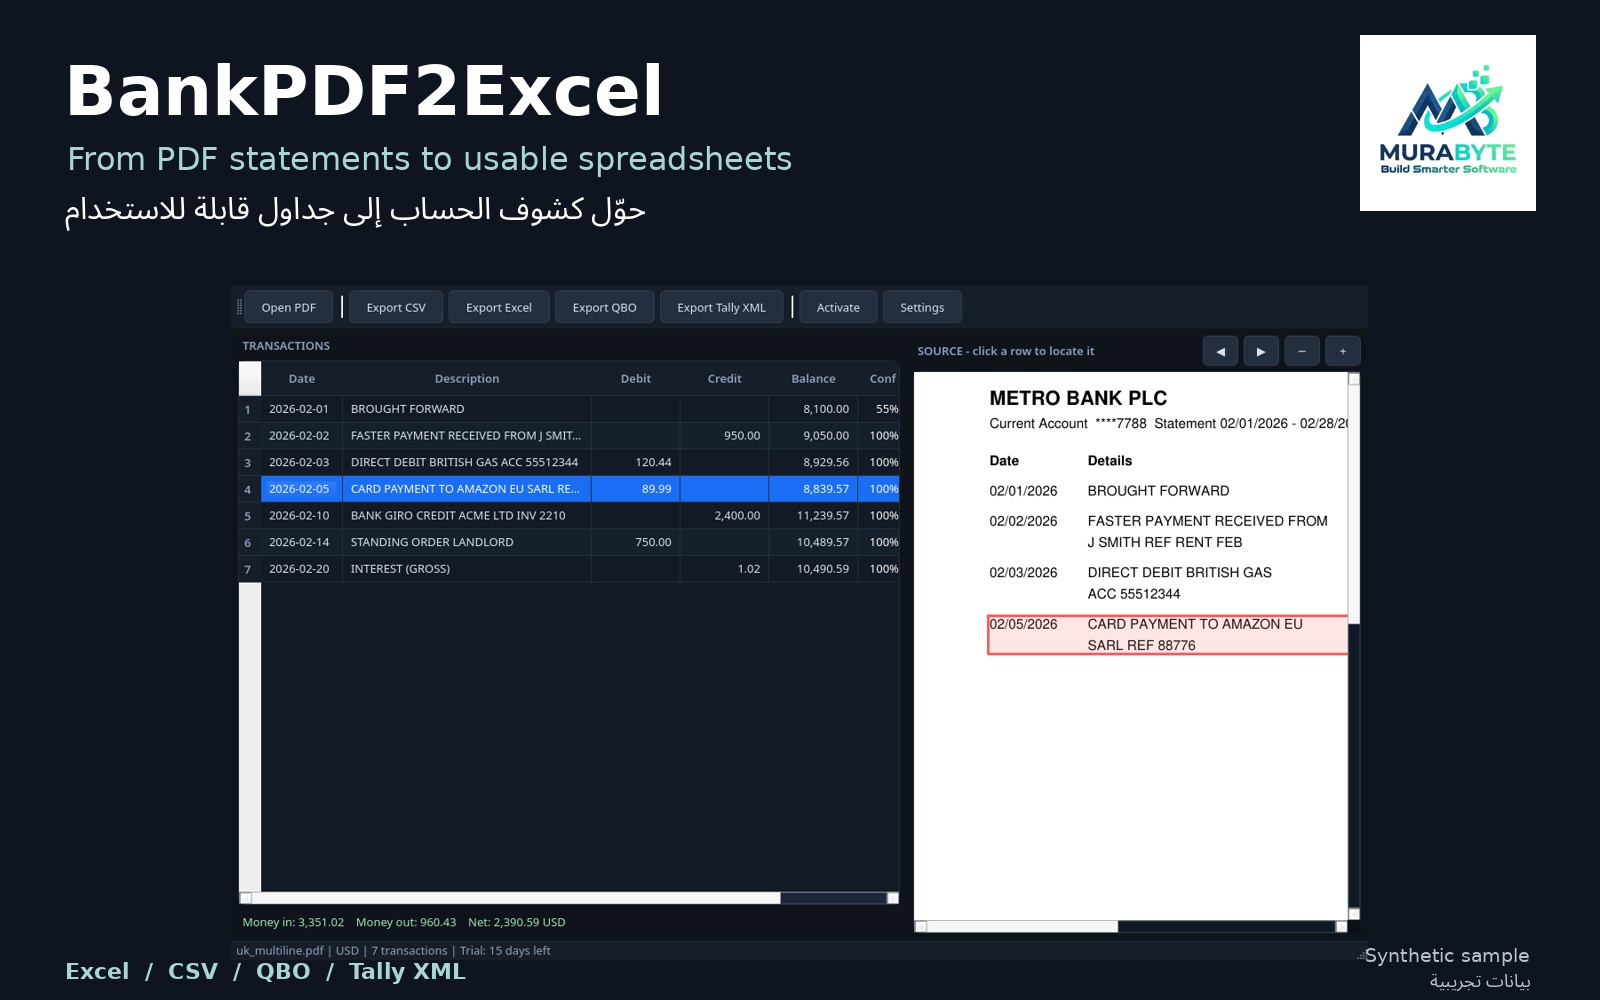 BankPDF2Excel
From PDF statements to usable spreadsheets
حوّل كشوف الحساب إلى جداول قابلة للاستخدام
MURABYTE
Build Smarter Software
Open PDF Export CSV Export Excel Export QBO Export Tally XML Activate Settings
TRANSACTIONS
Date Description Debit Credit Balance Conf
1 2026-02-01 BROUGHT FORWARD 8,100.00 55%
2 2026-02-02 FASTER PAYMENT RECEIVED FROM J SMIT... 950.00 9,050.00 100%
3 2026-02-03 DIRECT DEBIT BRITISH GAS ACC 55512344 120.44 8,929.56 100%
4 2026-02-05 CARD PAYMENT TO AMAZON EU SARL RE... 89.99 8,839.57 100%
5 2026-02-10 BANK GIRO CREDIT ACME LTD INV 2210 2,400.00 11,239.57 100%
6 2026-02-14 STANDING ORDER LANDLORD 750.00 10,489.57 100%
7 2026-02-20 INTEREST (GROSS) 1.02 10,490.59 100%
Money in: 3,351.02 Money out: 960.43 Net: 2,390.59 USD
uk_multiline.pdf | USD | 7 transactions | Trial: 15 days left
SOURCE - click a row to locate it ◀ ▶ − +
METRO BANK PLC
Current Account ****7788 Statement 02/01/2026 - 02/28/20
Date Details
02/01/2026 BROUGHT FORWARD
02/02/2026 FASTER PAYMENT RECEIVED FROM
J SMITH REF RENT FEB
02/03/2026 DIRECT DEBIT BRITISH GAS
ACC 55512344
02/05/2026 CARD PAYMENT TO AMAZON EU
SARL REF 88776
Excel / CSV / QBO / Tally XML
Synthetic sample
بيانات تجريبية